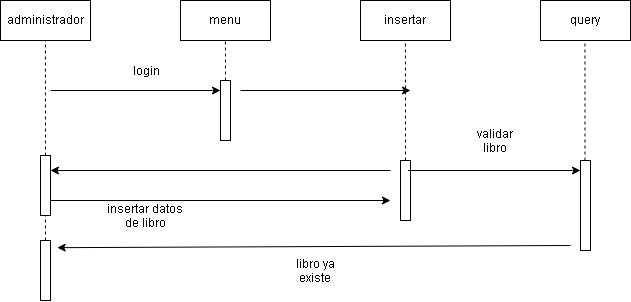 administrador
menu
insertar
query
login
validar
libro
insertar datos
de libro
libro ya
existe